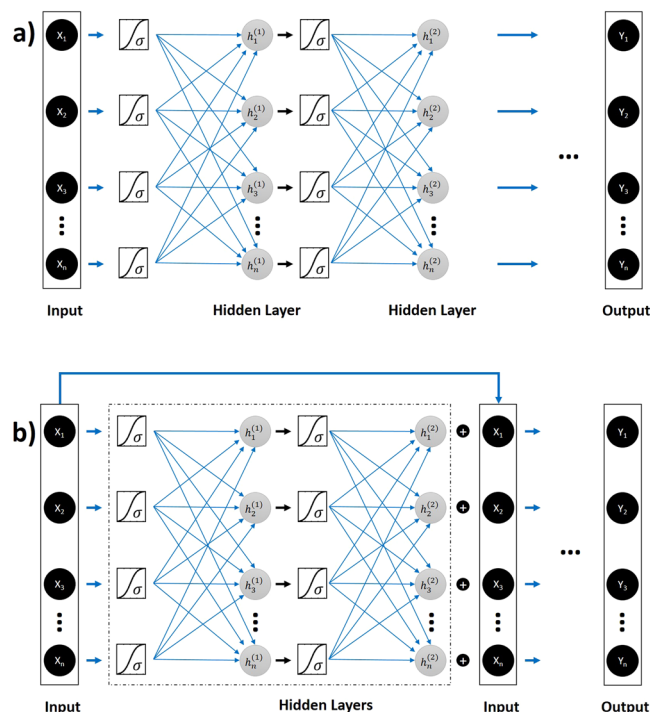 a)
X₁ σ h₁⁽¹⁾ σ h₁⁽²⁾ Y₁
X₂ σ h₂⁽¹⁾ σ h₂⁽²⁾ Y₂
X₃ σ h₃⁽¹⁾ σ h₃⁽²⁾ Y₃
Xₙ σ hₙ⁽¹⁾ σ hₙ⁽²⁾ Yₙ
Input Hidden Layer Hidden Layer Output
b)
X₁ σ h₁⁽¹⁾ σ h₁⁽²⁾ + X₁ Y₁
X₂ σ h₂⁽¹⁾ σ h₂⁽²⁾ + X₂ Y₂
X₃ σ h₃⁽¹⁾ σ h₃⁽²⁾ + X₃ Y₃
Xₙ σ hₙ⁽¹⁾ σ hₙ⁽²⁾ + Xₙ Yₙ
Input Hidden Layers Input Output